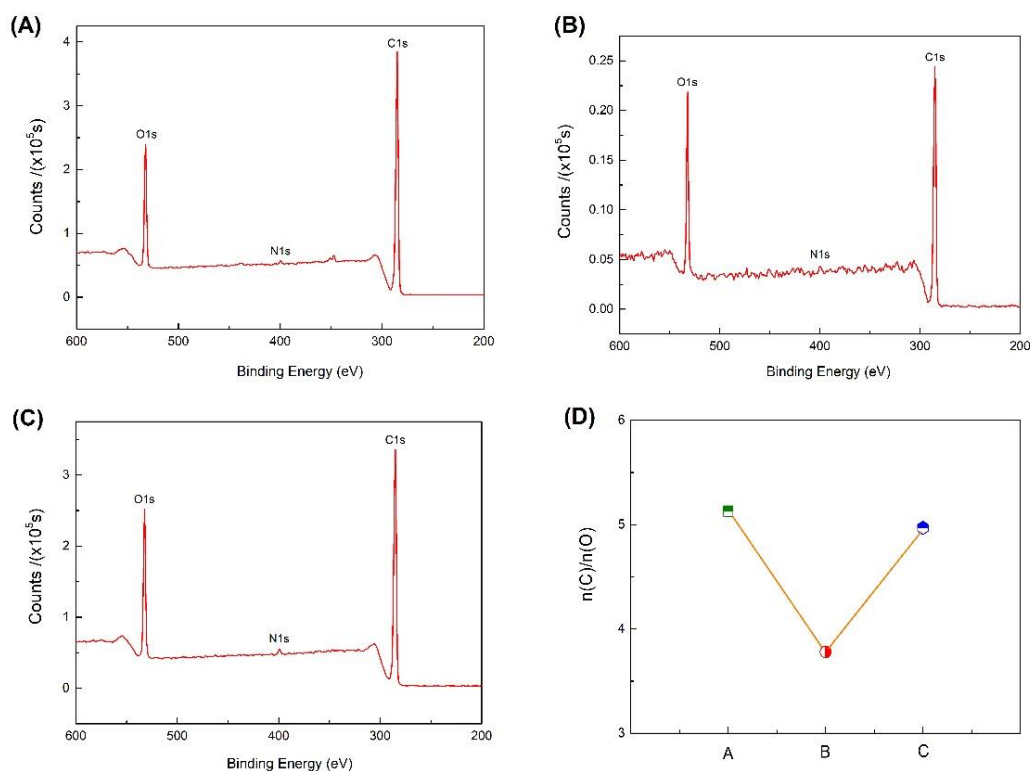 (A)
4
3
2
1
0
Counts /(x10⁵s)
O1s
N1s
C1s
600
500
400
300
200
Binding Energy (eV)
(B)
0.25
0.20
0.15
0.10
0.05
0.00
Counts /(x10⁵s)
O1s
N1s
C1s
600
500
400
300
200
Binding Energy (eV)
(C)
3
2
1
0
Counts /(x10⁵s)
O1s
N1s
C1s
600
500
400
300
200
Binding Energy (eV)
(D)
6
5
4
3
n(C)/n(O)
A
B
C